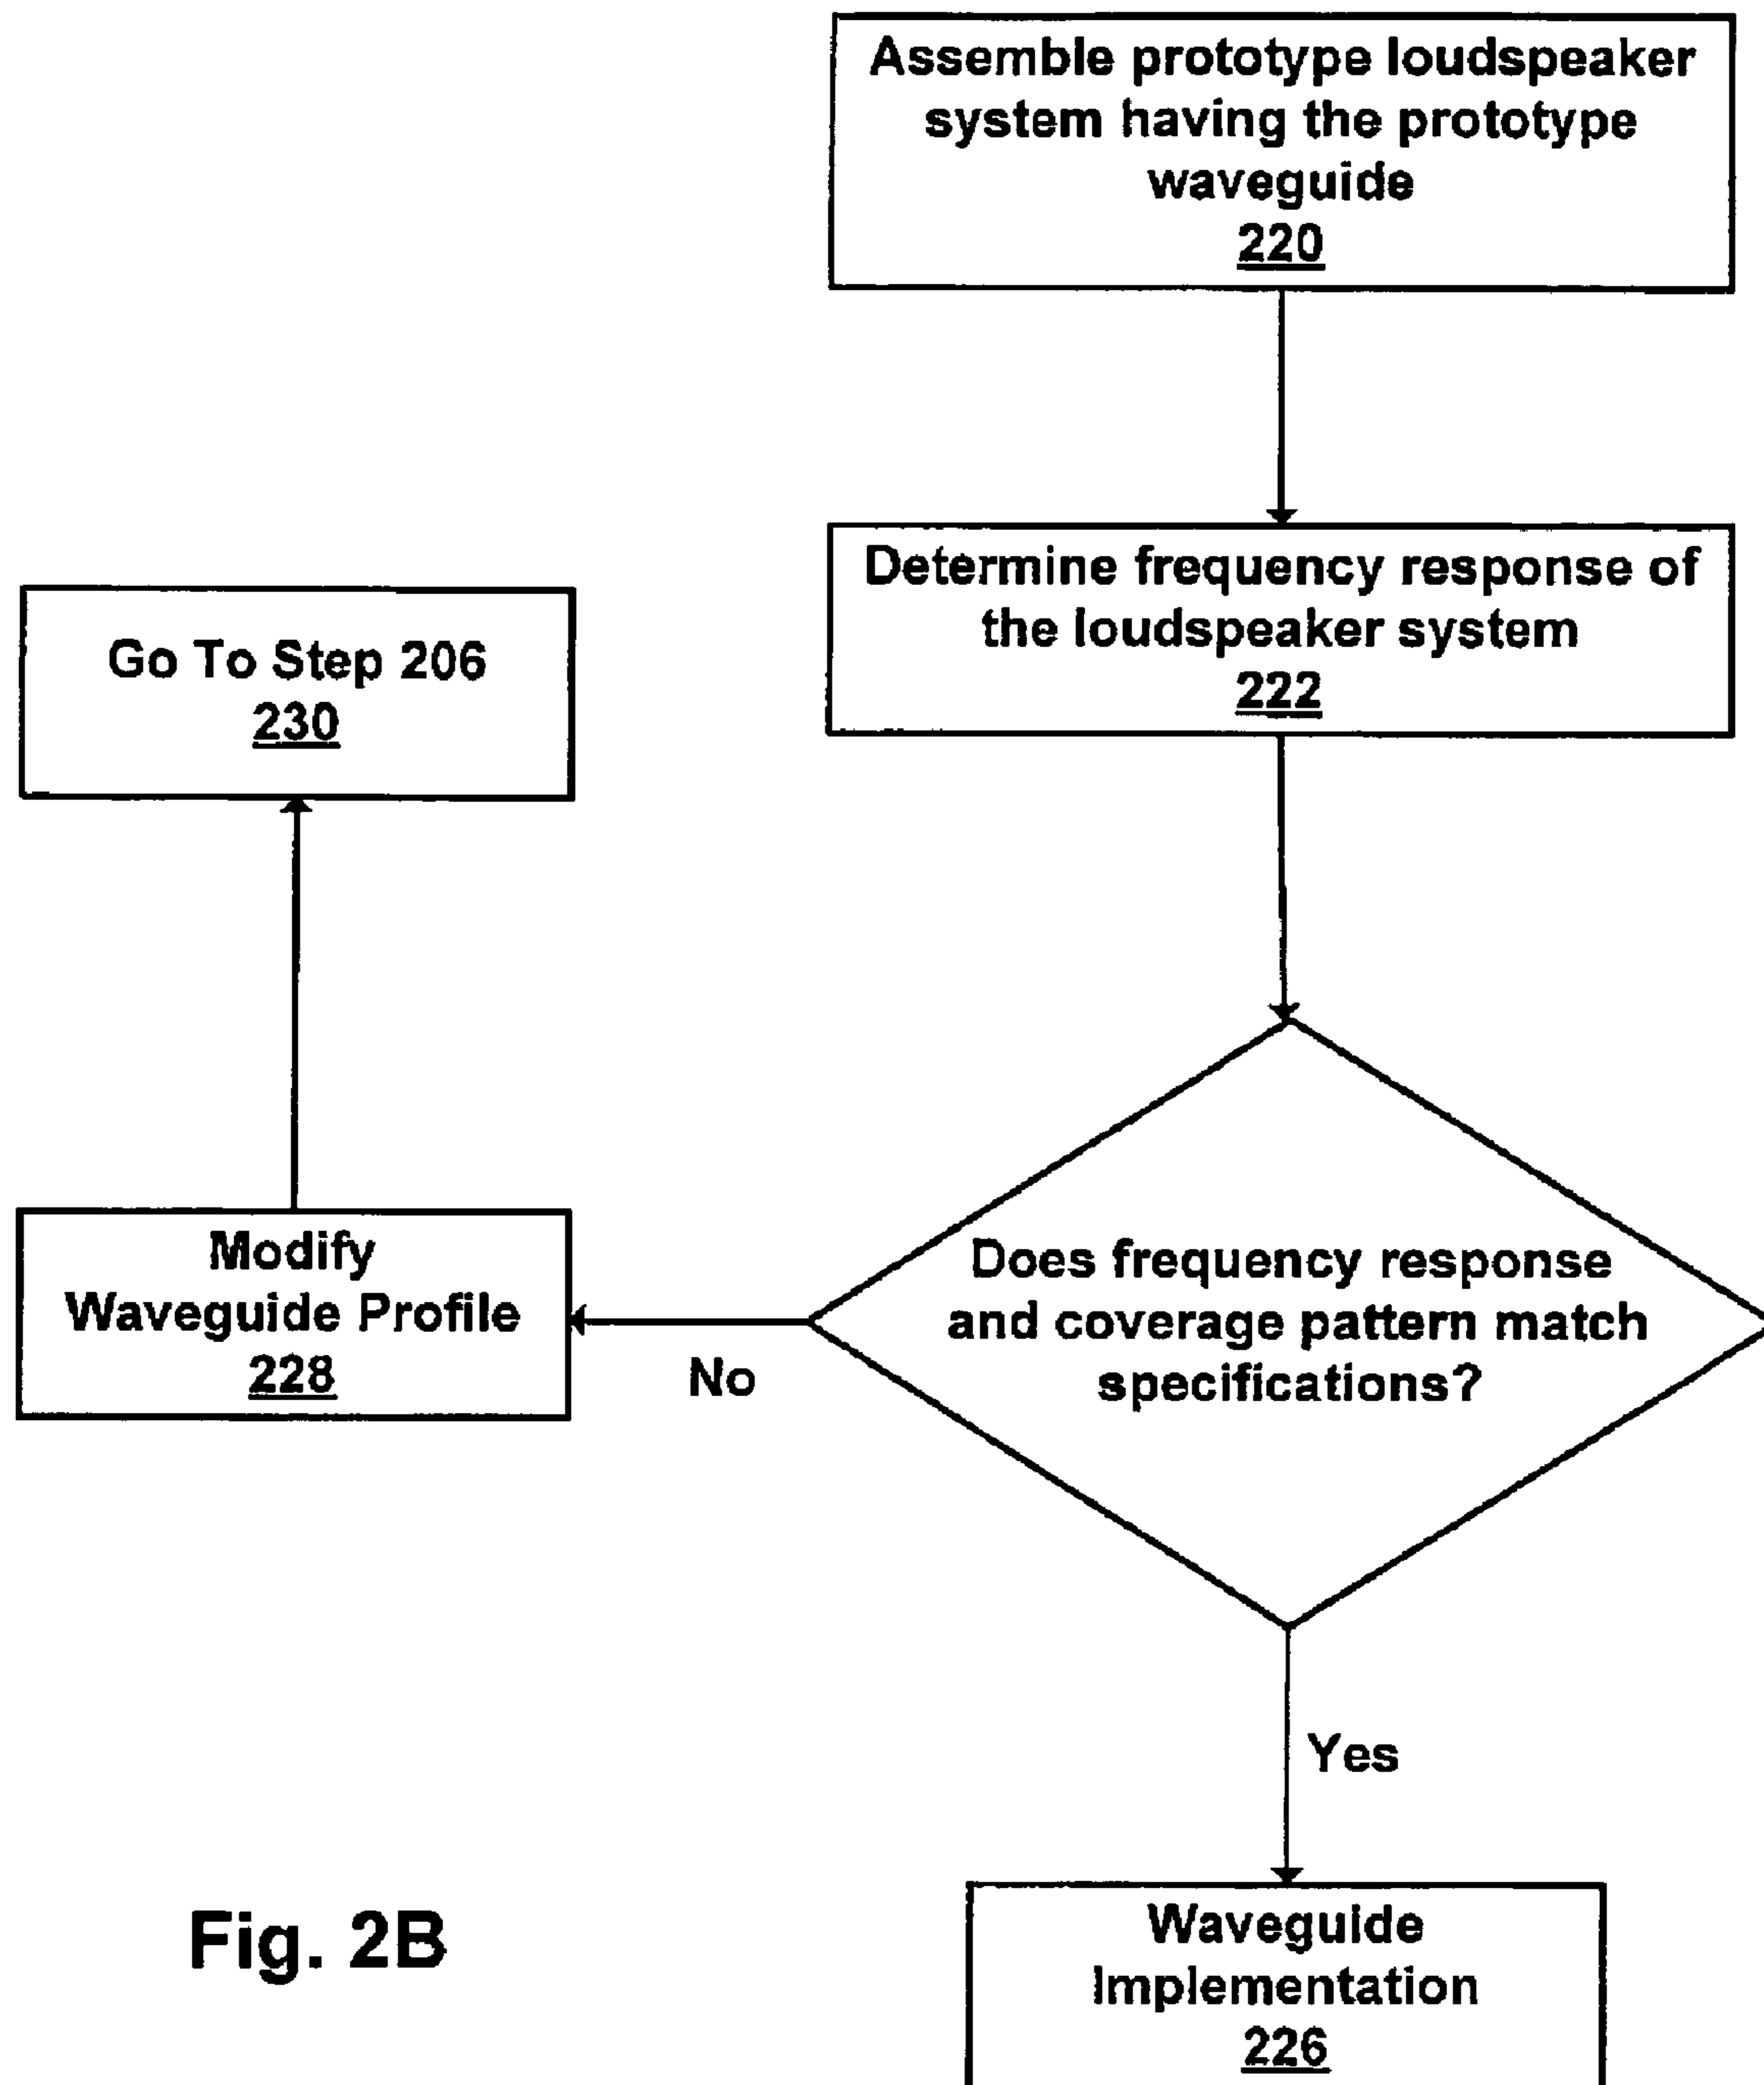 Assemble prototype loudspeaker
system having the prototype
waveguide
220
Determine frequency response of
the loudspeaker system
222
Go To Step 206
230
Does frequency response
and coverage pattern match
specifications?
Modify
Waveguide Profile
228
No
Yes
Waveguide
Implementation
226
Fig. 2B